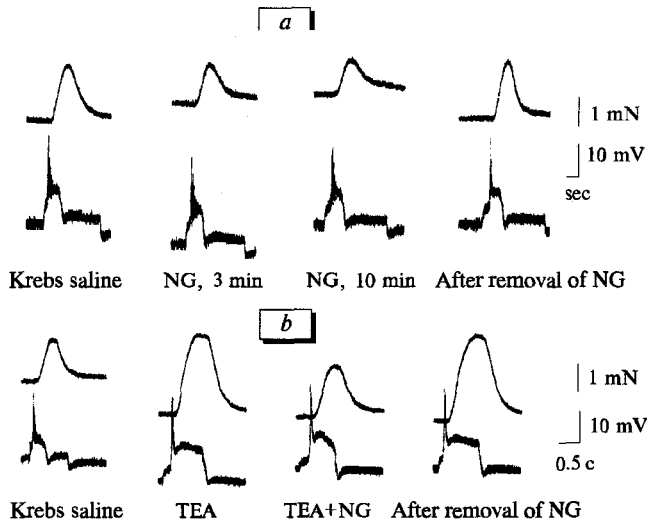 a
1 mN
10 mV
sec
Krebs saline NG, 3 min NG, 10 min After removal of NG
b
1 mN
10 mV
0.5 c
Krebs saline TEA TEA+NG After removal of NG